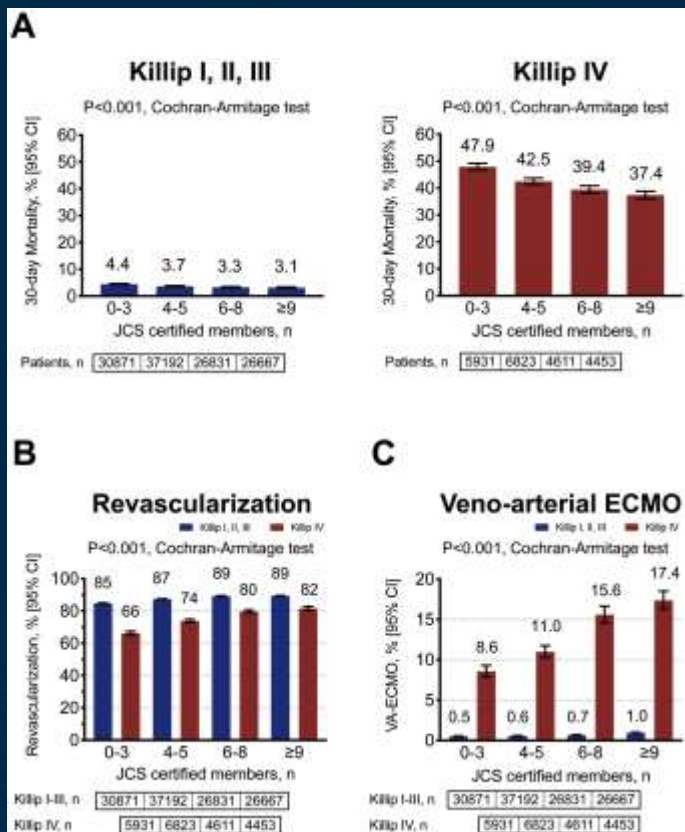 A
Killip I, II, III
P<0.001, Cochran-Armitage test
30-day Mortality, % [95% CI]
60
50
40
30
20
10
0
4.4
3.7
3.3
3.1
0-3
4-5
6-8
≥9
JCS certified members, n
Patients, n 30871 37192 26831 26667
Killip IV
P<0.001, Cochran-Armitage test
30-day Mortality, % [95% CI]
60
50
40
30
20
10
0
47.9
42.5
39.4
37.4
0-3
4-5
6-8
≥9
JCS certified members, n
Patients, n 5931 6823 4611 4453
B
Revascularization
Killip I, II, III Killip IV
P<0.001, Cochran-Armitage test
Revascularization, % [95% CI]
100
80
60
40
20
0
85
66
87
74
89
80
89
82
0-3
4-5
6-8
≥9
JCS certified members, n
Killip I-III, n 30871 37192 26831 26667
Killip IV, n 5931 6823 4611 4453
C
Veno-arterial ECMO
Killip I, II, III Killip IV
P<0.001, Cochran-Armitage test
VA-ECMO, % [95% CI]
20
15
10
5
0
0.5
8.6
0.6
11.0
0.7
15.6
1.0
17.4
0-3
4-5
6-8
≥9
JCS certified members, n
Killip I-III, n 30871 37192 26831 26667
Killip IV, n 5931 6823 4611 4453